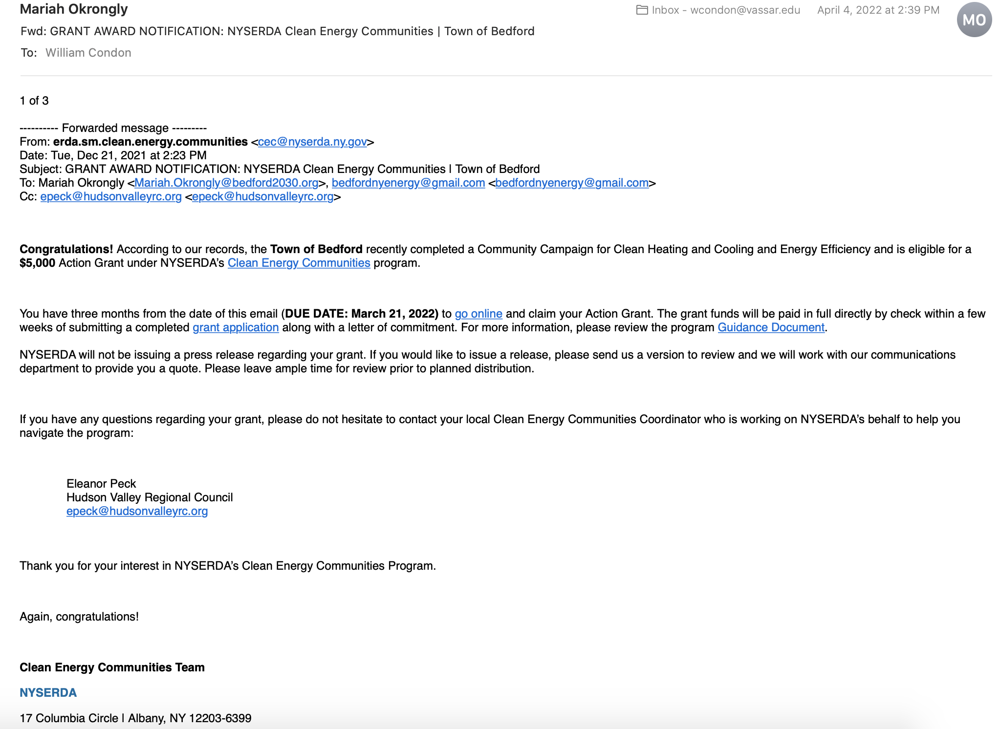 Mariah Okrongly
Inbox - wcondon@vassar.edu April 4, 2022 at 2:39 PM
MO
Fwd: GRANT AWARD NOTIFICATION: NYSERDA Clean Energy Communities | Town of Bedford
To: William Condon
1 of 3
---------- Forwarded message ---------
From: erda.sm.clean.energy.communities <cec@nyserda.ny.gov>
Date: Tue, Dec 21, 2021 at 2:23 PM
Subject: GRANT AWARD NOTIFICATION: NYSERDA Clean Energy Communities | Town of Bedford
To: Mariah Okrongly <Mariah.Okrongly@bedford2030.org>, bedfordnyenergy@gmail.com <bedfordnyenergy@gmail.com>
Cc: epeck@hudsonvalleyrc.org <epeck@hudsonvalleyrc.org>
Congratulations! According to our records, the Town of Bedford recently completed a Community Campaign for Clean Heating and Cooling and Energy Efficiency and is eligible for a
$5,000 Action Grant under NYSERDA’s Clean Energy Communities program.
You have three months from the date of this email (DUE DATE: March 21, 2022) to go online and claim your Action Grant. The grant funds will be paid in full directly by check within a few
weeks of submitting a completed grant application along with a letter of commitment. For more information, please review the program Guidance Document.
NYSERDA will not be issuing a press release regarding your grant. If you would like to issue a release, please send us a version to review and we will work with our communications
department to provide you a quote. Please leave ample time for review prior to planned distribution.
If you have any questions regarding your grant, please do not hesitate to contact your local Clean Energy Communities Coordinator who is working on NYSERDA’s behalf to help you
navigate the program:
Eleanor Peck
Hudson Valley Regional Council
epeck@hudsonvalleyrc.org
Thank you for your interest in NYSERDA’s Clean Energy Communities Program.
Again, congratulations!
Clean Energy Communities Team
NYSERDA
17 Columbia Circle | Albany, NY 12203-6399